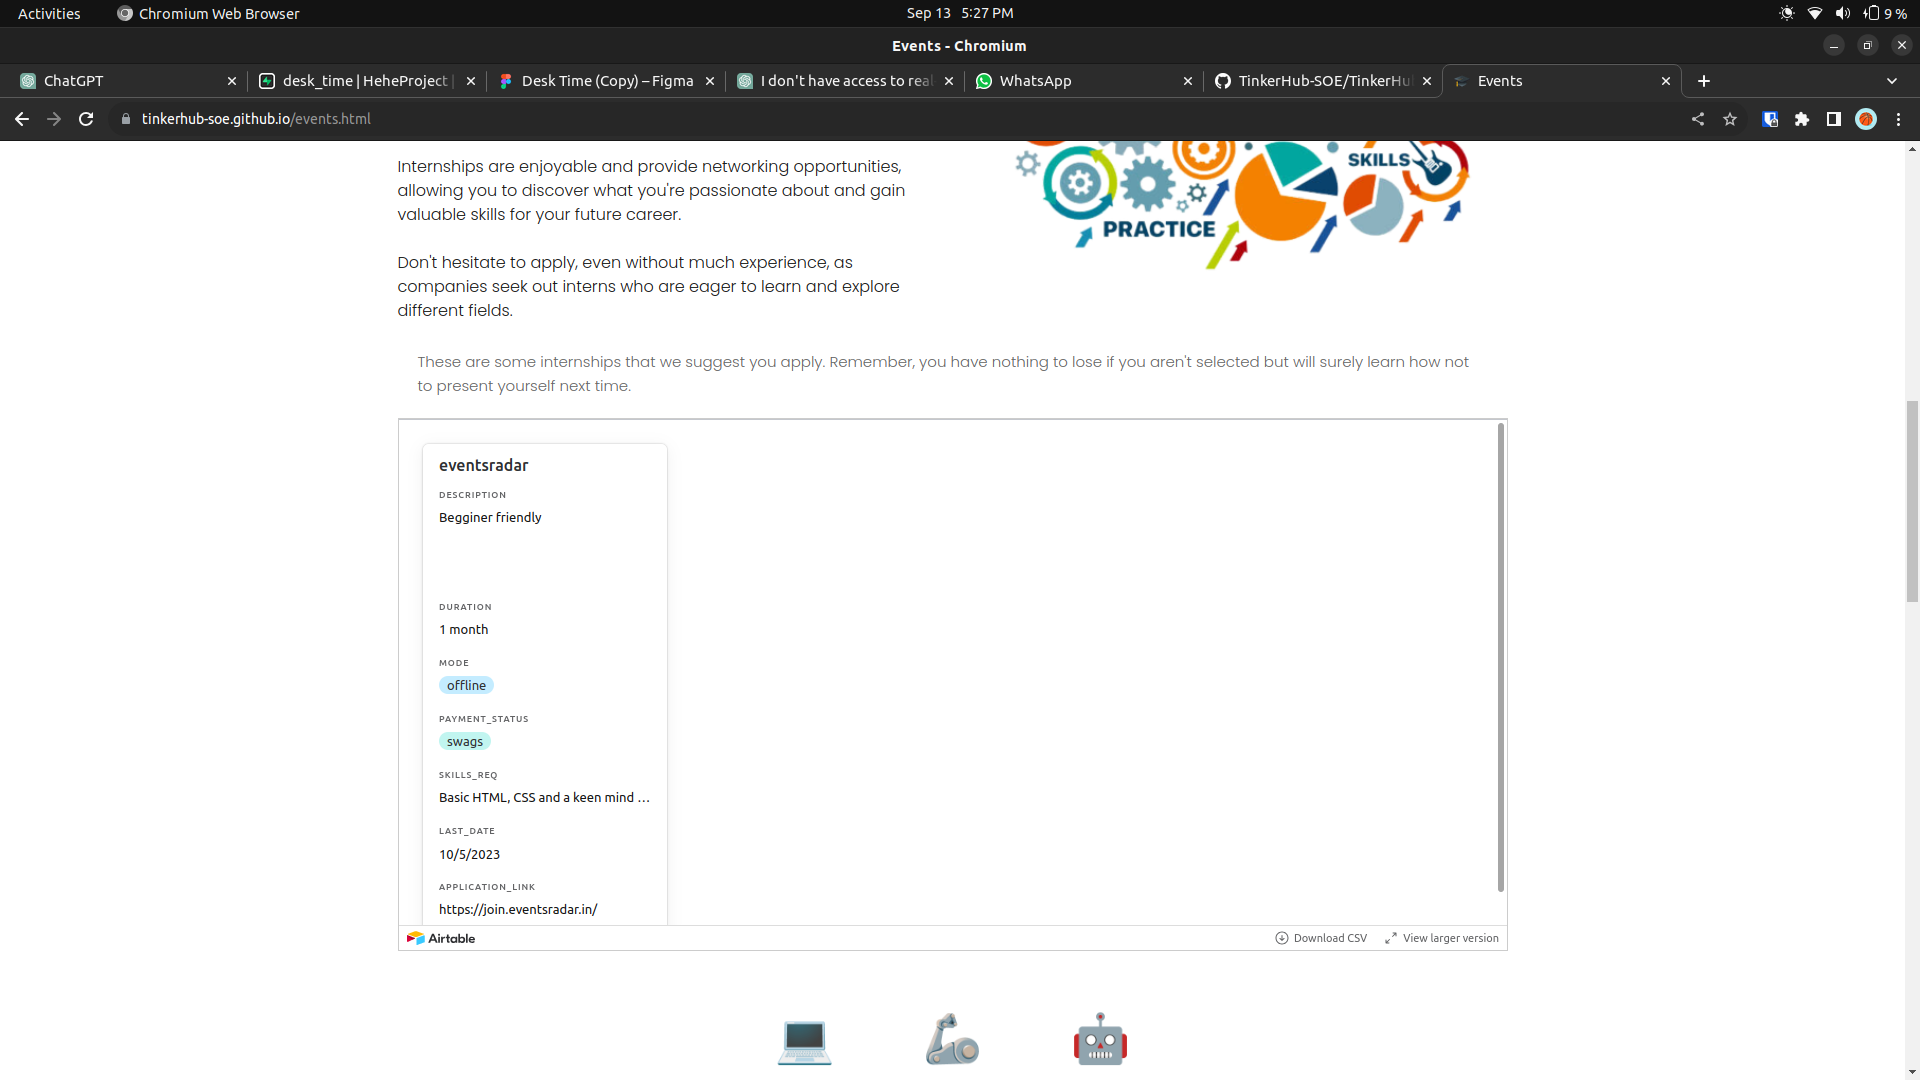 Activities
Chromium Web Browser
Sep 13 5:27 PM
9 %
Events - Chromium
ChatGPT
desk_time | HeheProject |
Desk Time (Copy) – Figma
I don't have access to real
WhatsApp
TinkerHub-SOE/TinkerHu
Events
tinkerhub-soe.github.io/events.html
Internships are enjoyable and provide networking opportunities,
allowing you to discover what you're passionate about and gain
valuable skills for your future career.
SKILLS
PRACTICE
Don't hesitate to apply, even without much experience, as
companies seek out interns who are eager to learn and explore
different fields.
These are some internships that we suggest you apply. Remember, you have nothing to lose if you aren't selected but will surely learn how not
to present yourself next time.
eventsradar
DESCRIPTION
Begginer friendly
DURATION
1 month
MODE
offline
PAYMENT_STATUS
swags
SKILLS_REQ
Basic HTML, CSS and a keen mind ...
LAST_DATE
10/5/2023
APPLICATION_LINK
https://join.eventsradar.in/
Airtable
Download CSV
View larger version